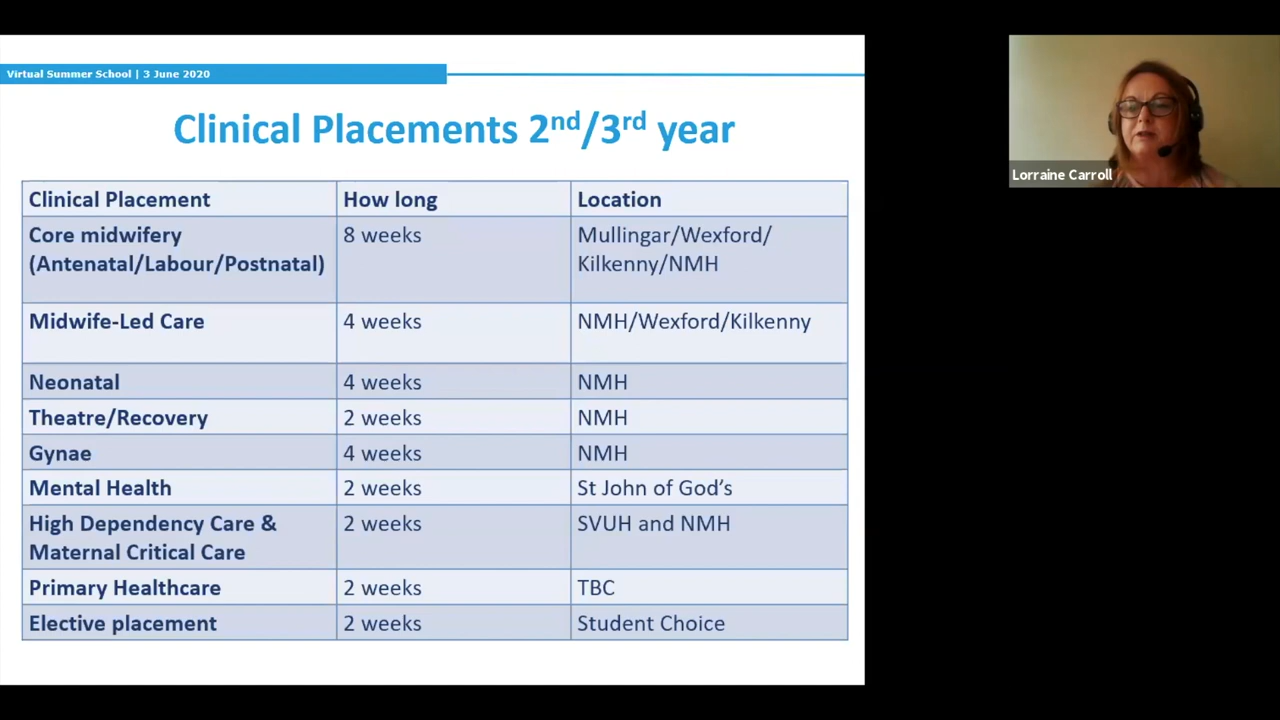 Virtual Summer School | 3 June 2020
Clinical Placements 2nd/3rd year
Clinical Placement How long Location
Core midwifery 8 weeks Mullingar/Wexford/
(Antenatal/Labour/Postnatal) Kilkenny/NMH
Midwife-Led Care 4 weeks NMH/Wexford/Kilkenny
Neonatal 4 weeks NMH
Theatre/Recovery 2 weeks NMH
Gynae 4 weeks NMH
Mental Health 2 weeks St John of God’s
High Dependency Care & 2 weeks SVUH and NMH
Maternal Critical Care
Primary Healthcare 2 weeks TBC
Elective placement 2 weeks Student Choice
Lorraine Carroll